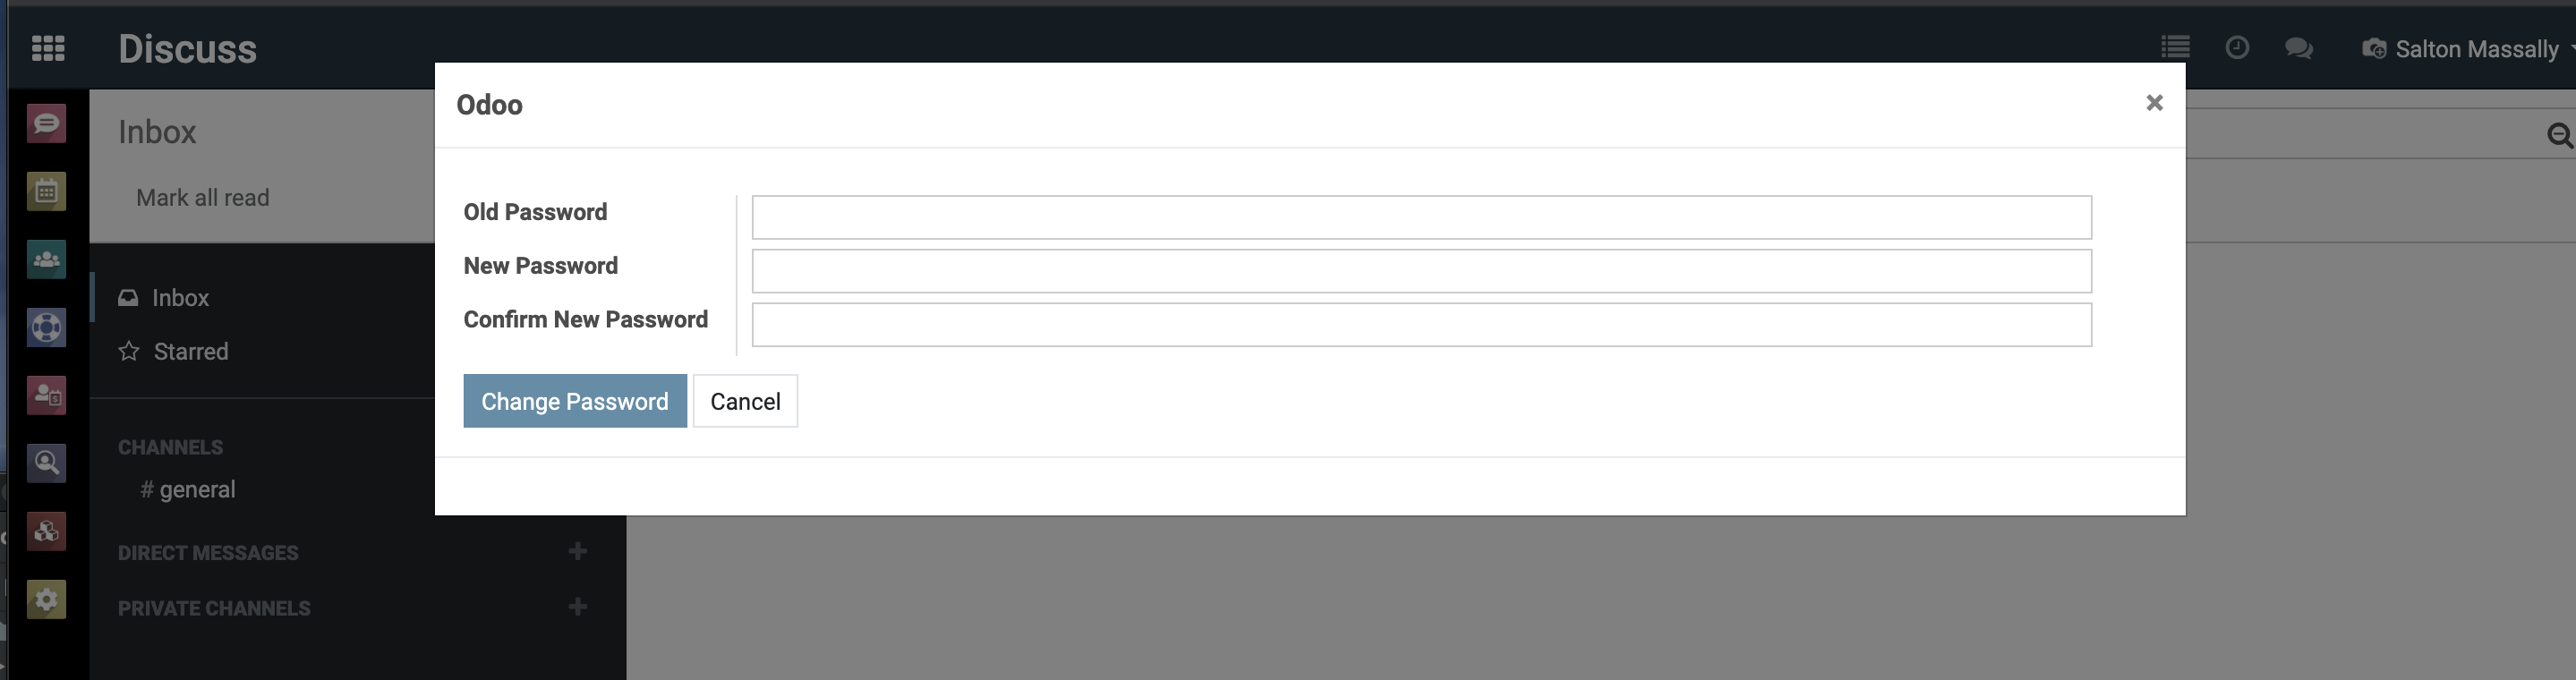 Discuss
Salton Massally
Inbox
Mark all read
Inbox
Starred
CHANNELS
# general
DIRECT MESSAGES
PRIVATE CHANNELS
Odoo
Old Password
New Password
Confirm New Password
Change Password
Cancel